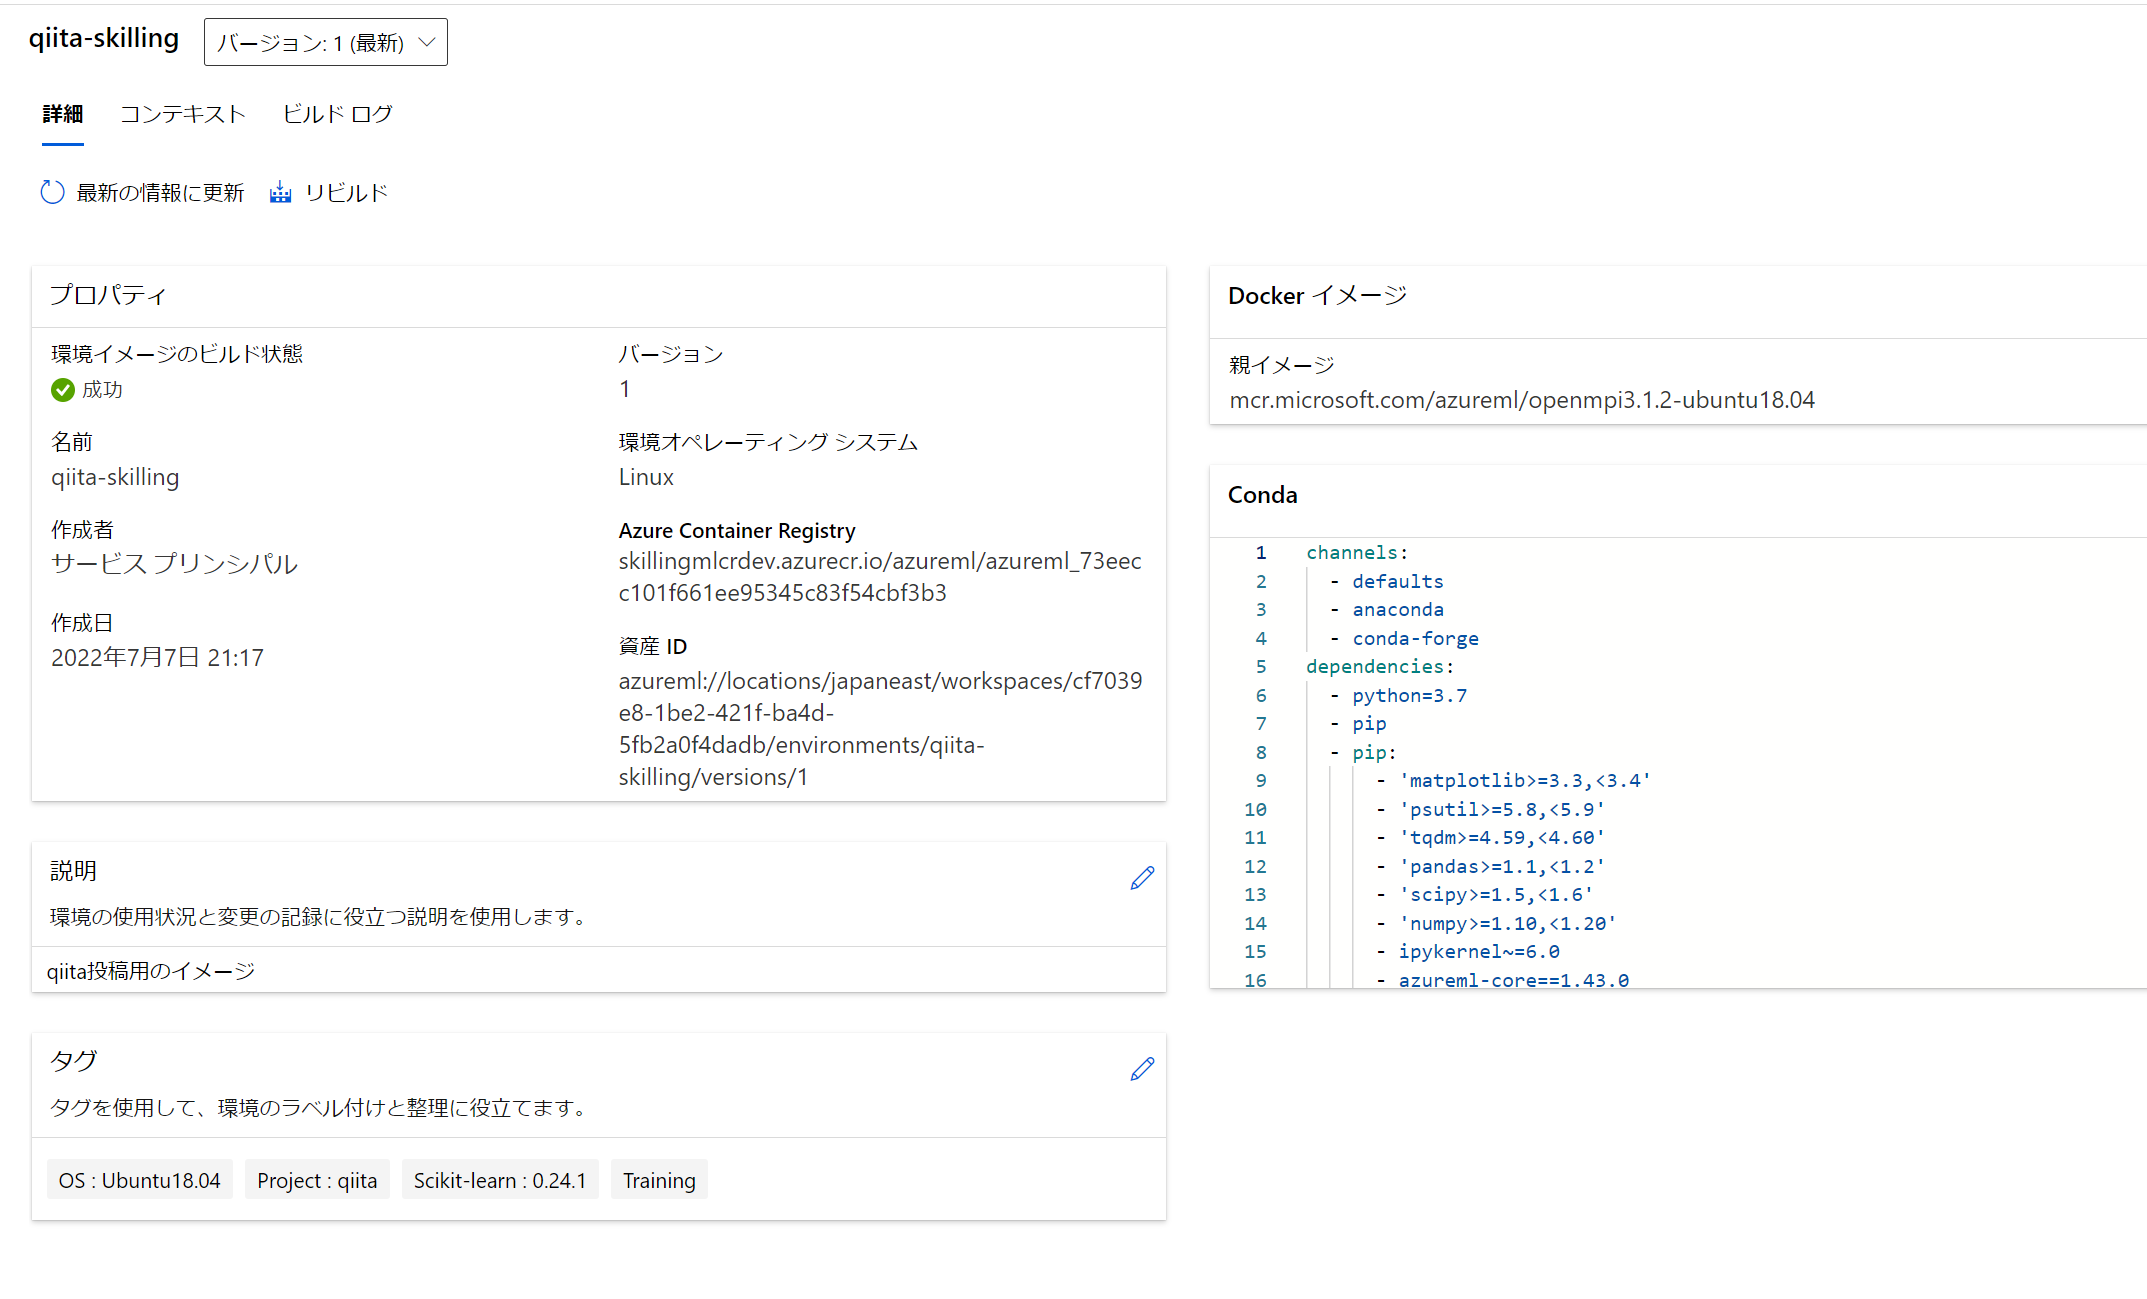 qiita-skilling
バージョン: 1 (最新)
詳細 コンテキスト ビルド ログ
最新の情報に更新 リビルド
プロパティ
環境イメージのビルド状態
成功
名前
qiita-skilling
作成者
サービス プリンシパル
作成日
2022年7月7日 21:17
バージョン
1
環境オペレーティング システム
Linux
Azure Container Registry
skillingmlcrdev.azurecr.io/azureml/azureml_73eec
c101f661ee95345c83f54cbf3b3
資産 ID
azureml://locations/japaneast/workspaces/cf7039
e8-1be2-421f-ba4d-
5fb2a0f4dadb/environments/qiita-
skilling/versions/1
説明
環境の使用状況と変更の記録に役立つ説明を使用します。
qiita投稿用のイメージ
タグ
タグを使用して、環境のラベル付けと整理に役立てます。
OS : Ubuntu18.04 Project : qiita Scikit-learn : 0.24.1 Training
Docker イメージ
親イメージ
mcr.microsoft.com/azureml/openmpi3.1.2-ubuntu18.04
Conda
1 channels:
2 - defaults
3 - anaconda
4 - conda-forge
5 dependencies:
6 - python=3.7
7 - pip
8 - pip:
9 - 'matplotlib>=3.3,<3.4'
10 - 'psutil>=5.8,<5.9'
11 - 'tqdm>=4.59,<4.60'
12 - 'pandas>=1.1,<1.2'
13 - 'scipy>=1.5,<1.6'
14 - 'numpy>=1.10,<1.20'
15 - ipykernel~=6.0
16 - azureml-core==1.43.0